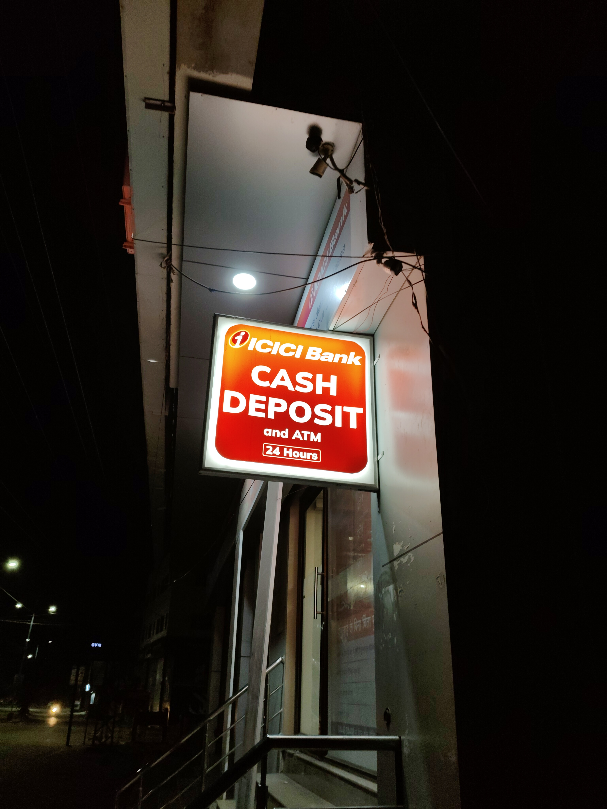 ICICI Bank
CASH
DEPOSIT
and ATM
24 Hours